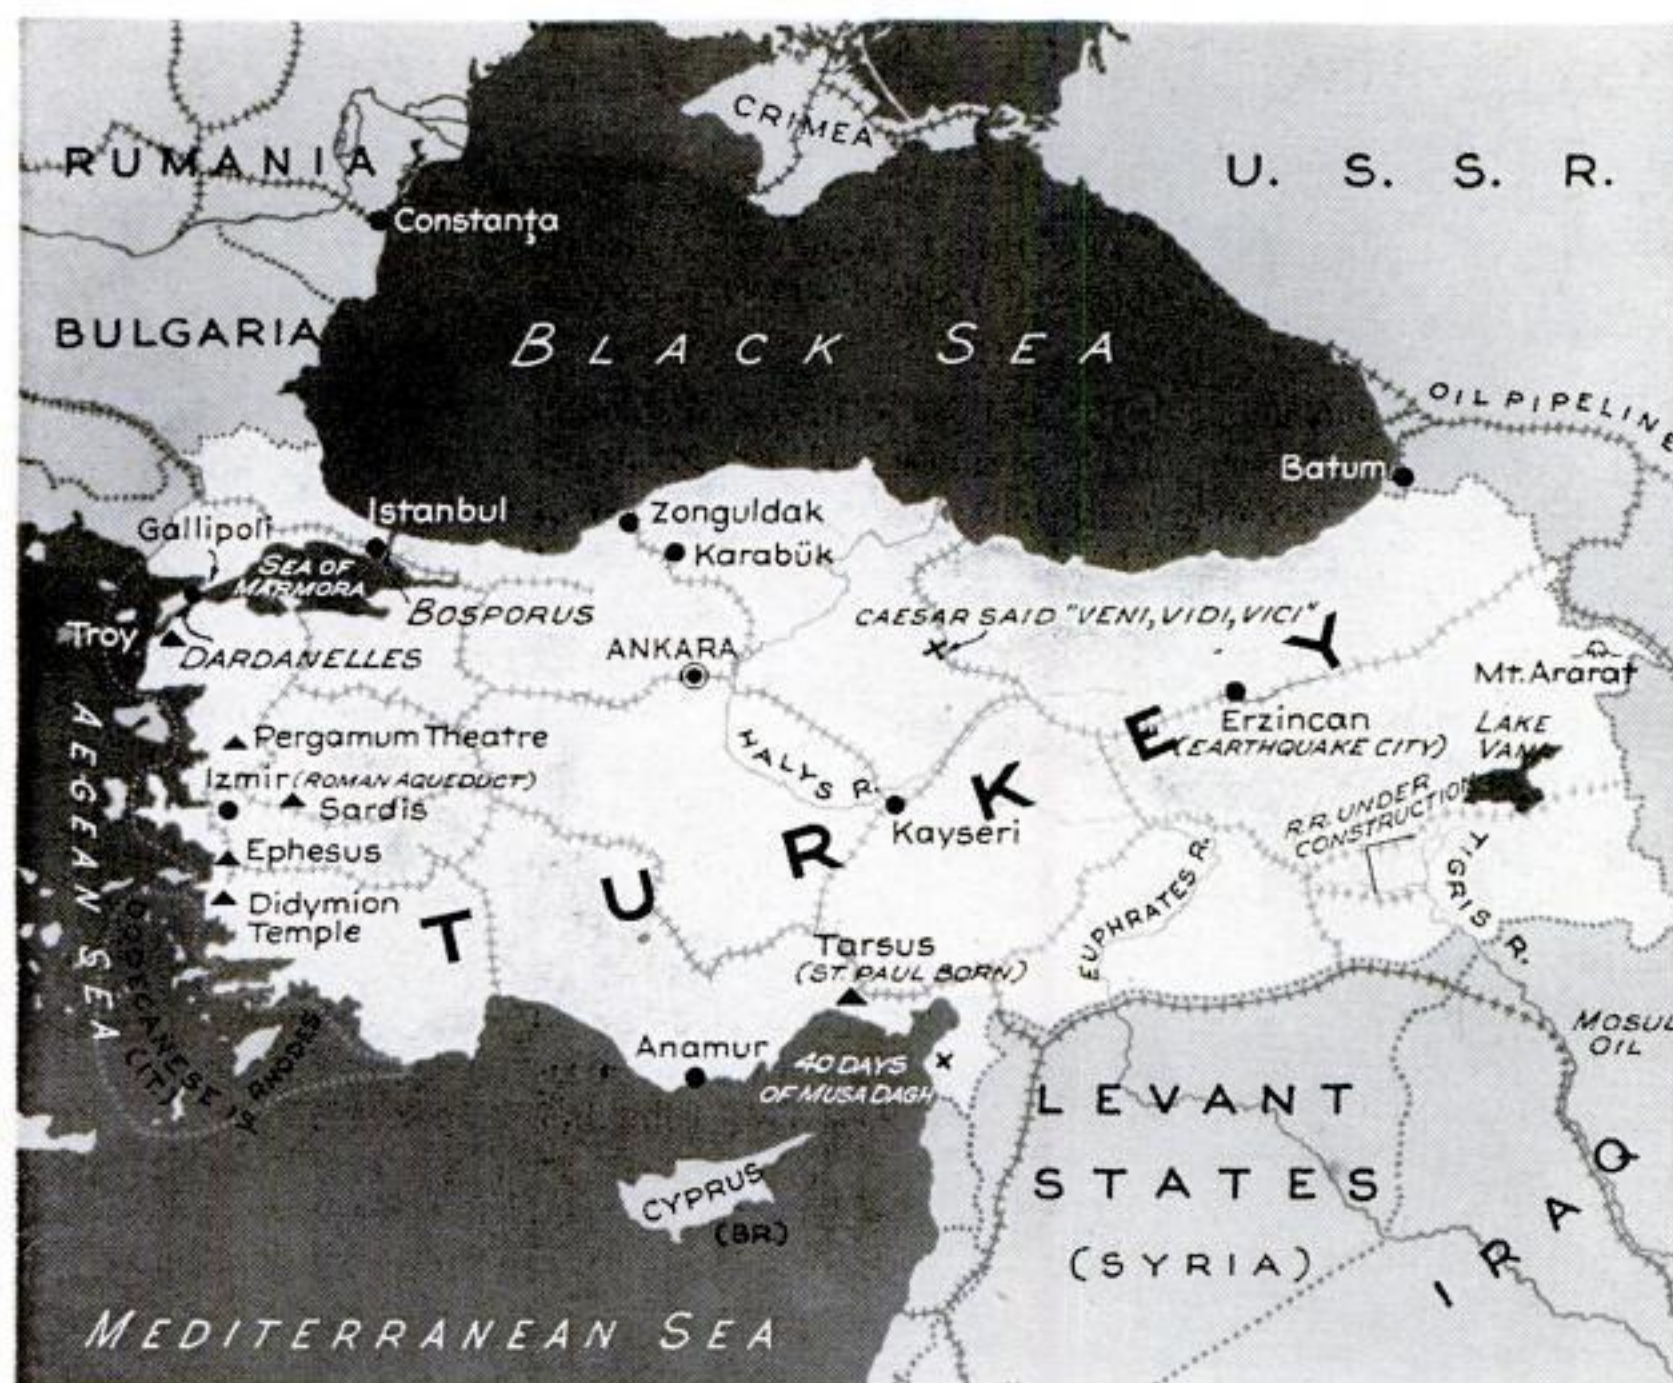 CRIMEA
RUMANIA
U. S. S. R.
Constanţa
BULGARIA
BLACK SEA
OIL PIPELINE
Batum
Istanbul
Zonguldak
Gallipoli
Karabük
SEA OF
MARMORA
BOSPORUS
CAESAR SAID "VENI, VIDI, VICI"
Troy
DARDANELLES
ANKARA
Mt. Ararat
Erzincan
(EARTHQUAKE CITY)
LAKE
VAN
Pergamum Theatre
HALYS R.
Izmir (ROMAN AQUEDUCT)
Sardis
TURKEY
Kayseri
R.R. UNDER
CONSTRUCTION
AEGEAN SEA
Ephesus
EUPHRATES R.
TIGRIS R.
Didymion
Temple
Tarsus
(ST. PAUL BORN)
DODECANESE IS.
(IT.)
RHODES
Anamur
40 DAYS
OF MUSA DAGH
MOSUL
OIL
LEVANT
STATES
(SYRIA)
CYPRUS
(BR.)
IRAQ
MEDITERRANEAN SEA